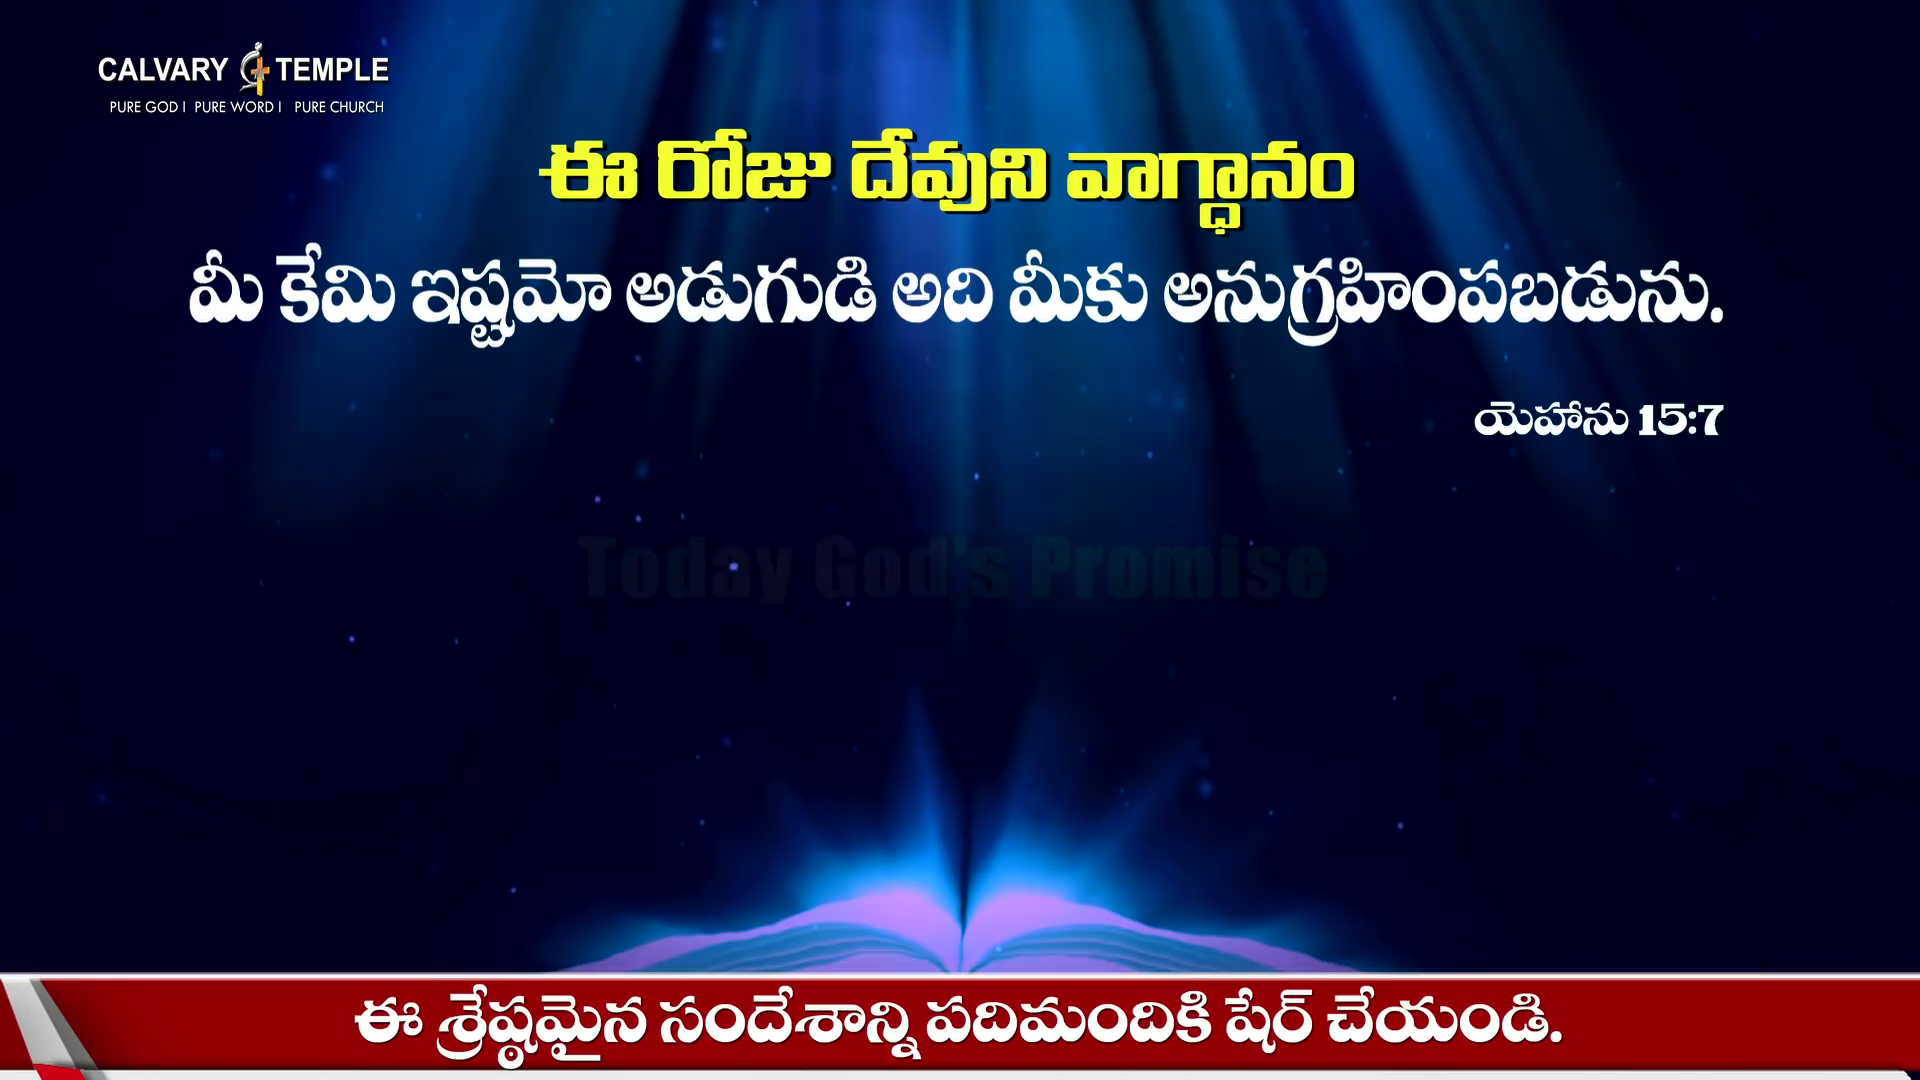 CALVARY TEMPLE
PURE GOD I PURE WORD I PURE CHURCH
ఈ రోజు దేవుని వాగ్ధానం
మీ కేమి ఇష్టమో అడుగుడి అది మీకు అనుగ్రహింపబడును.
యెహాను 15:7
Today God's Promise
ఈ శ్రేష్ఠమైన సందేశాన్ని పదిమందికి షేర్ చేయండి.